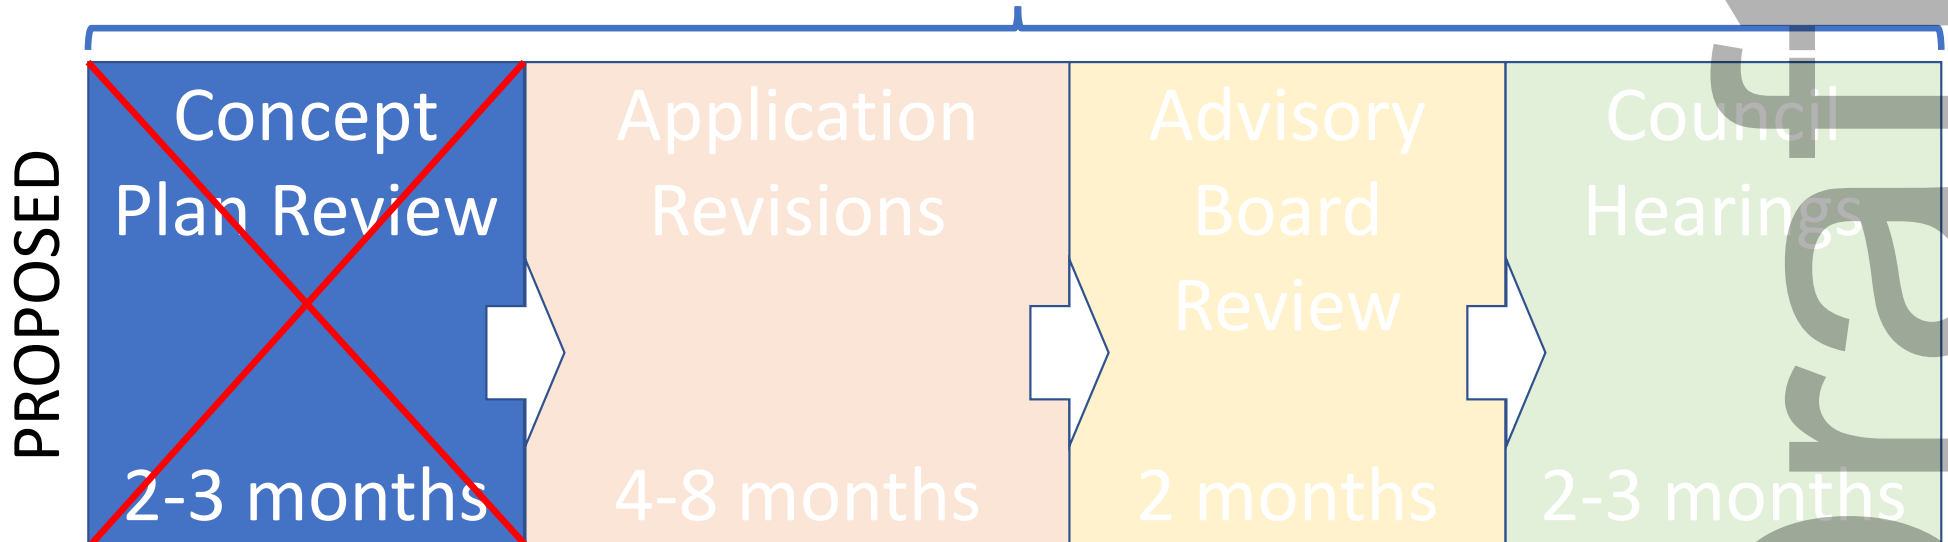 PROPOSED
Concept
Plan Review
2-3 months
Application
Revisions
4-8 months
Advisory
Board
Review
2 months
Council
Hearings
2-3 months